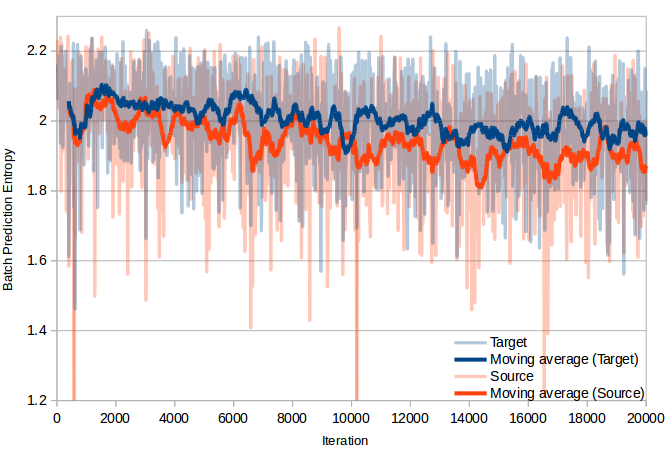 2.2
2
1.8
1.6
1.4
1.2
Batch Prediction Entropy
Target
Moving average (Target)
Source
Moving average (Source)
0 2000 4000 6000 8000 10000 12000 14000 16000 18000 20000
Iteration